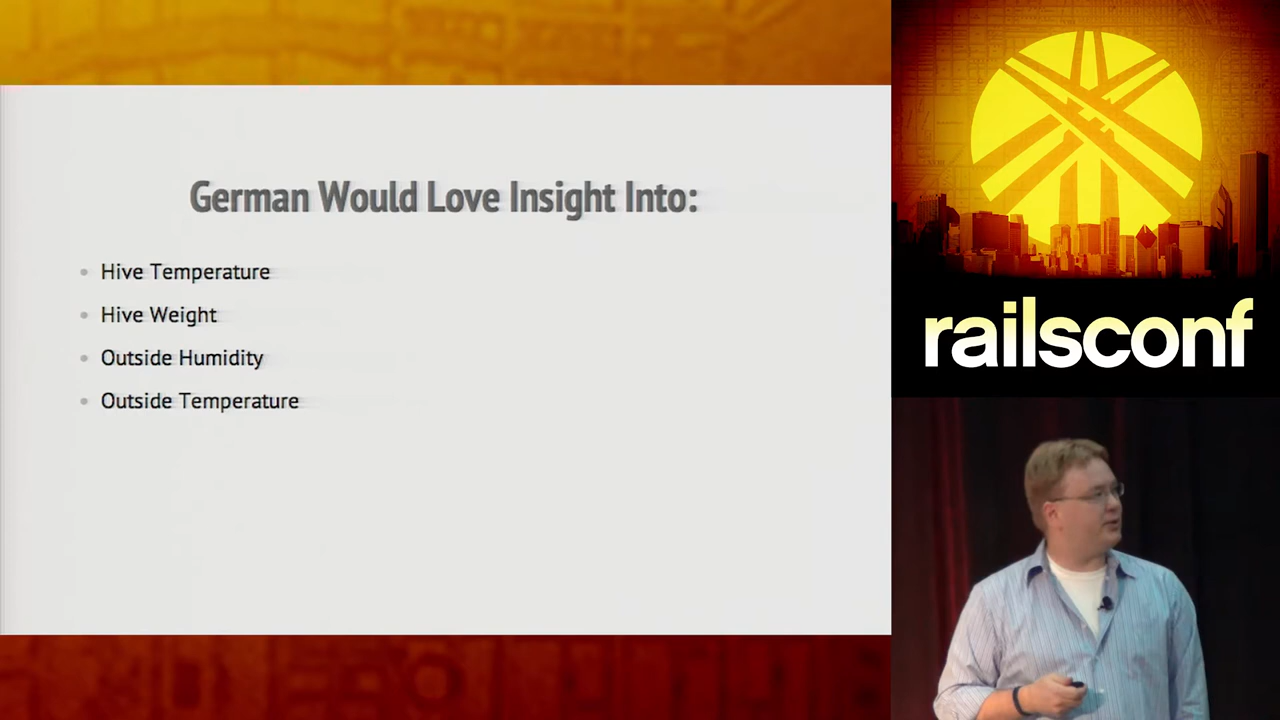 German Would Love Insight Into:
Hive Temperature
Hive Weight
Outside Humidity
Outside Temperature
railsconf